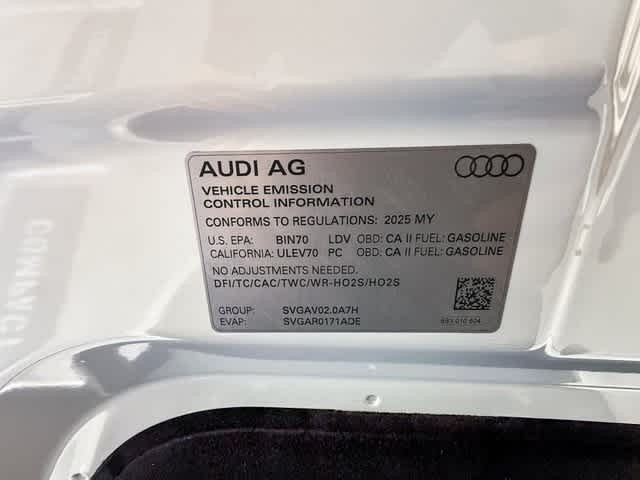 AUDI AG
VEHICLE EMISSION
CONTROL INFORMATION
CONFORMS TO REGULATIONS: 2025 MY
U.S. EPA: BIN70 LDV OBD: CA II FUEL: GASOLINE
CALIFORNIA: ULEV70 PC OBD: CA II FUEL: GASOLINE
NO ADJUSTMENTS NEEDED.
DFI/TC/CAC/TWC/WR-HO2S/HO2S
GROUP: SVGAV02.0A7H
EVAP: SVGAR0171ADE